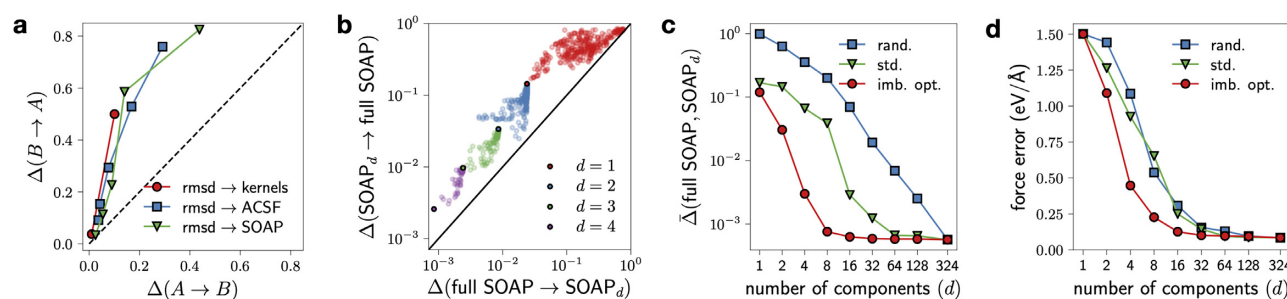 a
Δ(B → A)
0.8
0.6
0.4
0.2
0.0
0.0 0.2 0.4 0.6 0.8
Δ(A → B)
rmsd → kernels
rmsd → ACSF
rmsd → SOAP
b
Δ(SOAP_d → full SOAP)
10^0
10^-1
10^-2
10^-3
10^-3 10^-2 10^-1 10^0
Δ(full SOAP → SOAP_d)
d = 1
d = 2
d = 3
d = 4
c
Δ̄(full SOAP, SOAP_d)
10^0
10^-1
10^-2
10^-3
1 2 4 8 16 32 64 128 324
number of components (d)
rand.
std.
imb. opt.
d
force error (eV/Å)
1.50
1.25
1.00
0.75
0.50
0.25
0.00
1 2 4 8 16 32 64 128 324
number of components (d)
rand.
std.
imb. opt.